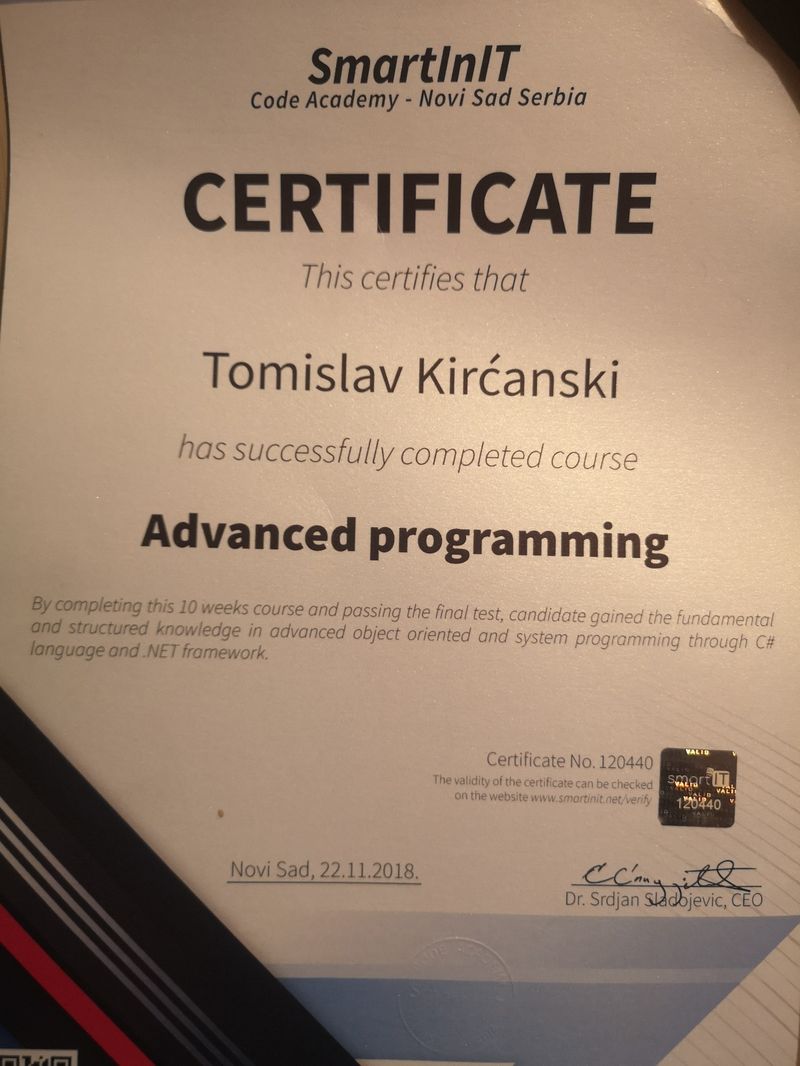 SmartInIT
Code Academy - Novi Sad Serbia
CERTIFICATE
This certifies that
Tomislav Kirćanski
has successfully completed course
Advanced programming
By completing this 10 weeks course and passing the final test, candidate gained the fundamental
and structured knowledge in advanced object oriented and system programming through C#
language and .NET framework.
Certificate No. 120440
The validity of the certificate can be checked
on the website www.smartinit.net/verify
VALID
smart IT
VALID
VALID
VALID
120440
Novi Sad, 22.11.2018.
Dr. Srdjan Sladojevic, CEO